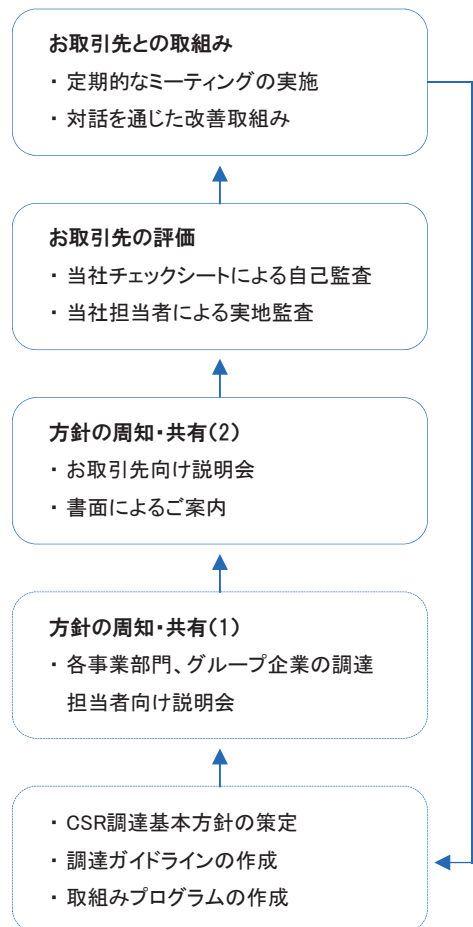 お取引先との取組み
・ 定期的なミーティングの実施
・ 対話を通じた改善取組み
お取引先の評価
・ 当社チェックシートによる自己監査
・ 当社担当者による実地監査
方針の周知・共有(2)
・ お取引先向け説明会
・ 書面によるご案内
方針の周知・共有(1)
・ 各事業部門、グループ企業の調達
担当者向け説明会
・ CSR調達基本方針の策定
・ 調達ガイドラインの作成
・ 取組みプログラムの作成